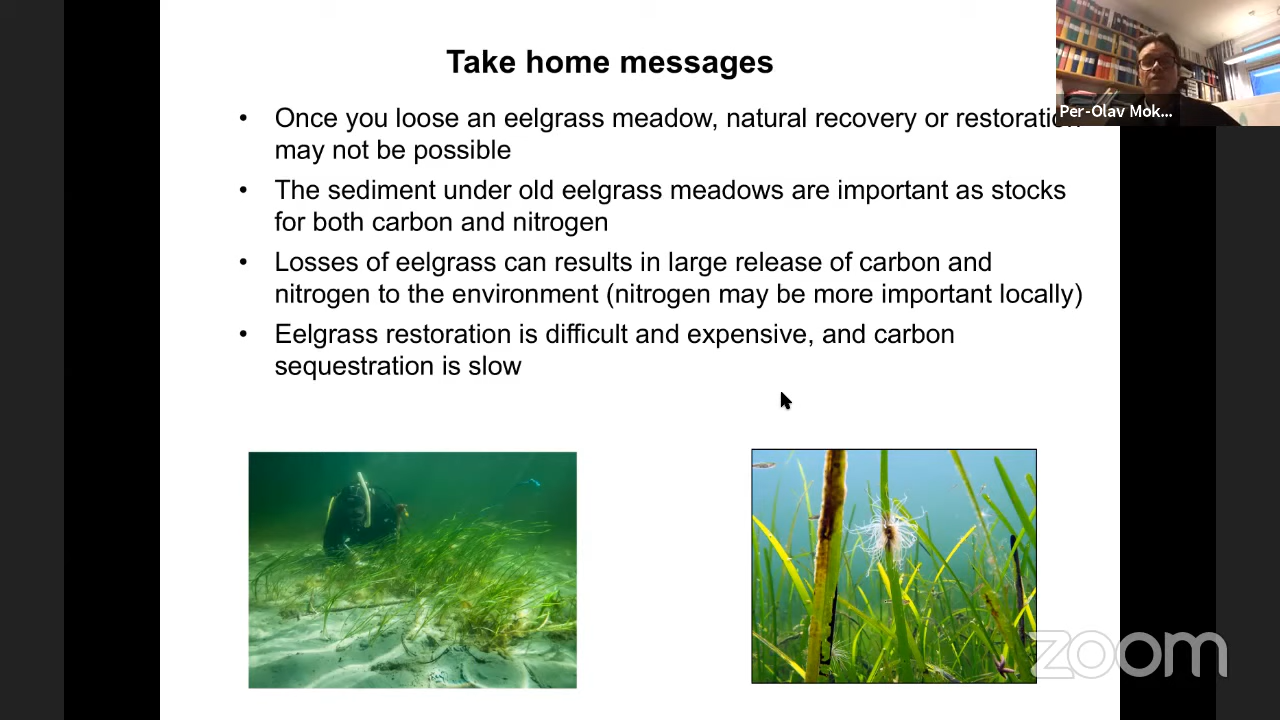 Take home messages
• Once you loose an eelgrass meadow, natural recovery or restoration
may not be possible
• The sediment under old eelgrass meadows are important as stocks
for both carbon and nitrogen
• Losses of eelgrass can results in large release of carbon and
nitrogen to the environment (nitrogen may be more important locally)
• Eelgrass restoration is difficult and expensive, and carbon
sequestration is slow
Per-Olav Mok...
zoom